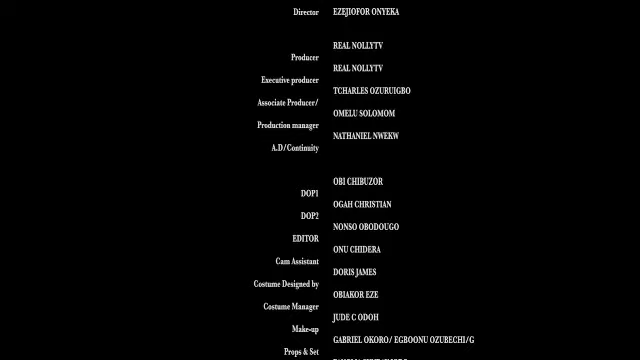 Director EZEJIOFOR ONYEKA
REAL NOLLYTV
Producer
REAL NOLLYTV
Executive producer
TCHARLES OZURUIGBO
Associate Producer/
OMELU SOLOMOM
Production manager
NATHANIEL NWEKW
A.D/Continuity
OBI CHIBUZOR
DOP1
OGAH CHRISTIAN
DOP2
NONSO OBODOUGO
EDITOR
ONU CHIDERA
Cam Assistant
DORIS JAMES
Costume Designed by
OBIAKOR EZE
Costume Manager
JUDE C ODOH
Make-up
GABRIEL OKORO/ EGBOONU OZUBECHI/G
Props & Set